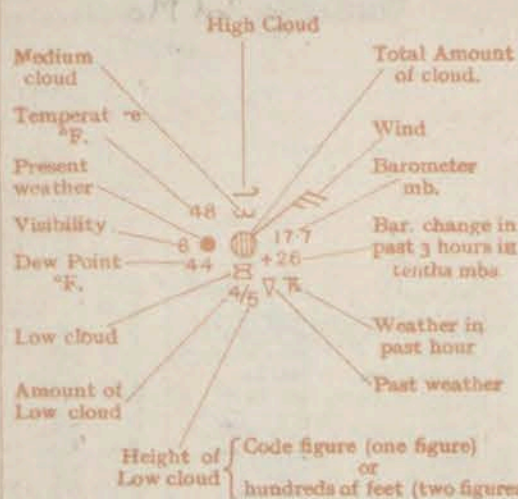 High Cloud
Medium cloud
Total Amount of cloud.
Temperat e °F.
Wind
Present weather
Barometer mb.
48
Visibility
6
17·7
Bar. change in past 3 hours in tenths mbs.
Dew Point °F.
44
+26
4/5
Low cloud
Weather in past hour
Amount of Low cloud
Past weather
Height of Low cloud
Code figure (one figure)
or
hundreds of feet (two figures